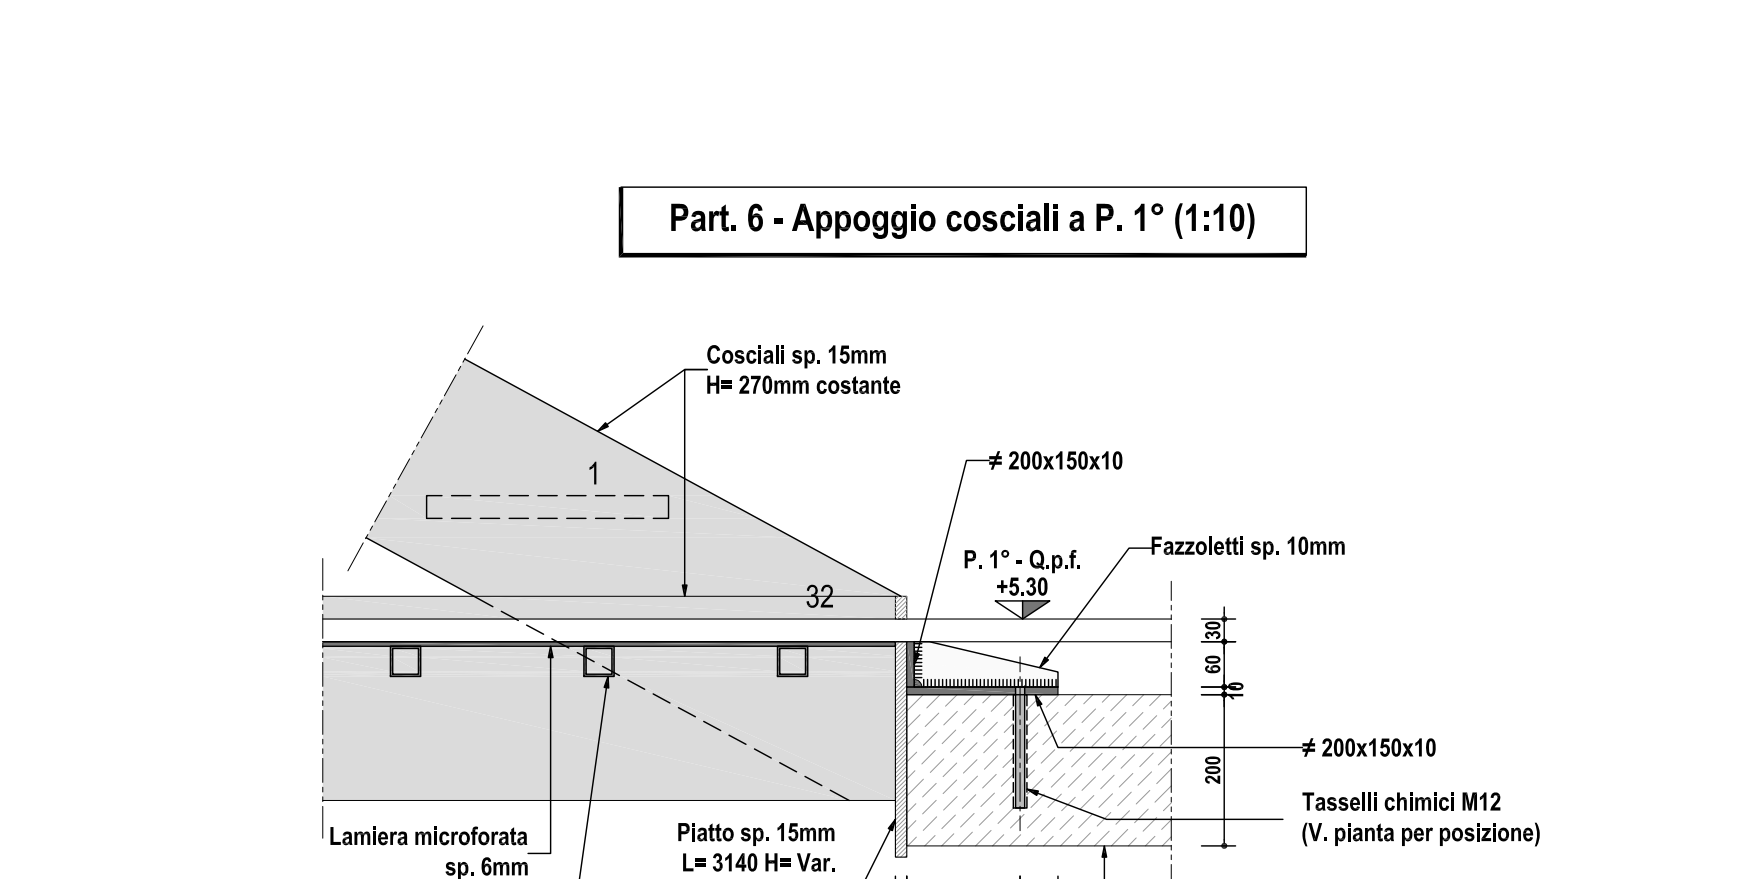 Part. 6 - Appoggio cosciali a P. 1° (1:10)
Cosciali sp. 15mm
H= 270mm costante
≠ 200x150x10
1
Fazzoletti sp. 10mm
P. 1° - Q.p.f.
+5.30
32
30
60
10
≠ 200x150x10
200
Tasselli chimici M12
(V. pianta per posizione)
Lamiera microforata
sp. 6mm
Piatto sp. 15mm
L= 3140 H= Var.